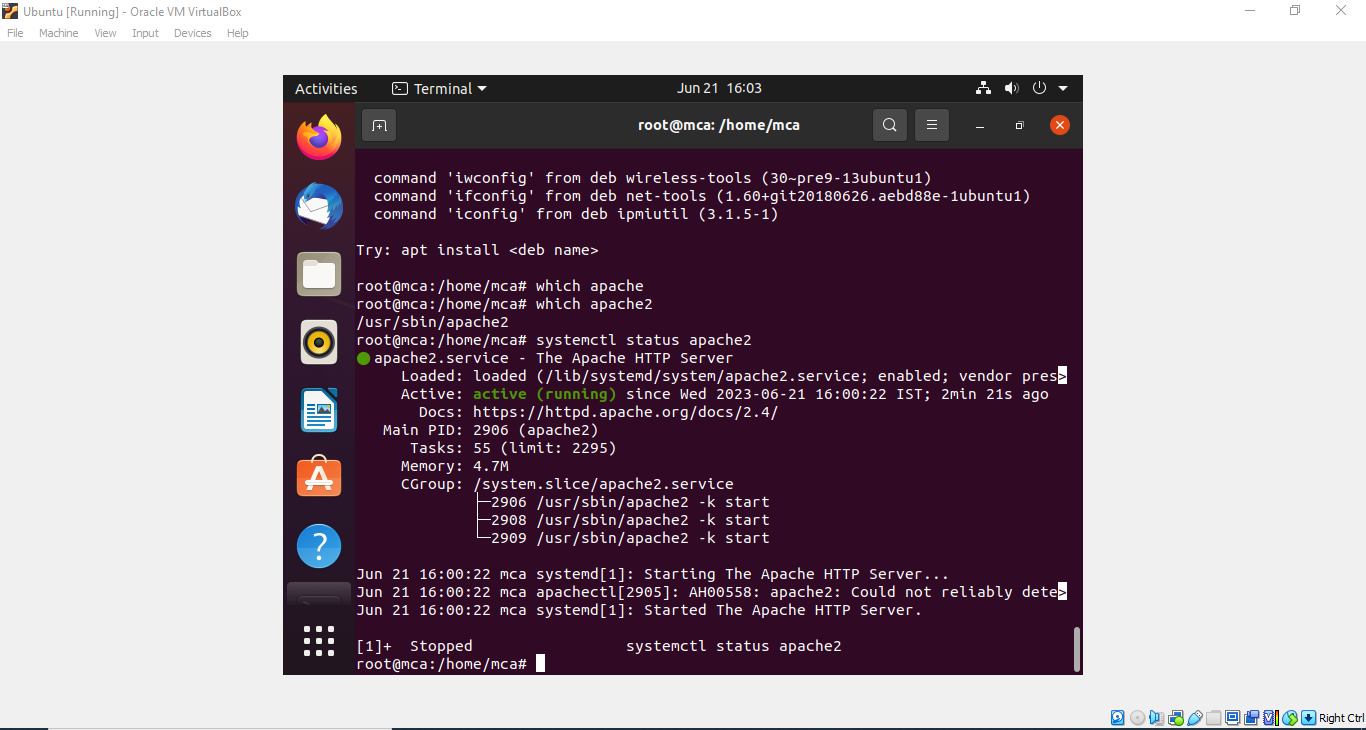 Ubuntu [Running] - Oracle VM VirtualBox
File Machine View Input Devices Help
Activities Terminal Jun 21 16:03
root@mca: /home/mca
command 'iwconfig' from deb wireless-tools (30~pre9-13ubuntu1)
command 'ifconfig' from deb net-tools (1.60+git20180626.aebd88e-1ubuntu1)
command 'iconfig' from deb ipmiutil (3.1.5-1)
Try: apt install <deb name>
root@mca:/home/mca# which apache
root@mca:/home/mca# which apache2
/usr/sbin/apache2
root@mca:/home/mca# systemctl status apache2
● apache2.service - The Apache HTTP Server
Loaded: loaded (/lib/systemd/system/apache2.service; enabled; vendor pres>
Active: active (running) since Wed 2023-06-21 16:00:22 IST; 2min 21s ago
Docs: https://httpd.apache.org/docs/2.4/
Main PID: 2906 (apache2)
Tasks: 55 (limit: 2295)
Memory: 4.7M
CGroup: /system.slice/apache2.service
├─2906 /usr/sbin/apache2 -k start
├─2908 /usr/sbin/apache2 -k start
└─2909 /usr/sbin/apache2 -k start
Jun 21 16:00:22 mca systemd[1]: Starting The Apache HTTP Server...
Jun 21 16:00:22 mca apachectl[2905]: AH00558: apache2: Could not reliably dete>
Jun 21 16:00:22 mca systemd[1]: Started The Apache HTTP Server.
[1]+  Stopped                 systemctl status apache2
root@mca:/home/mca#
Right Ctrl